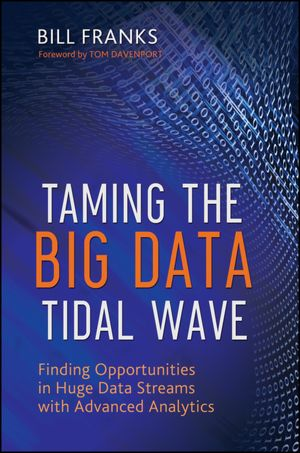 BILL FRANKS
Foreword by TOM DAVENPORT
TAMING THE
BIG DATA
TIDAL WAVE
Finding Opportunities
in Huge Data Streams
with Advanced Analytics